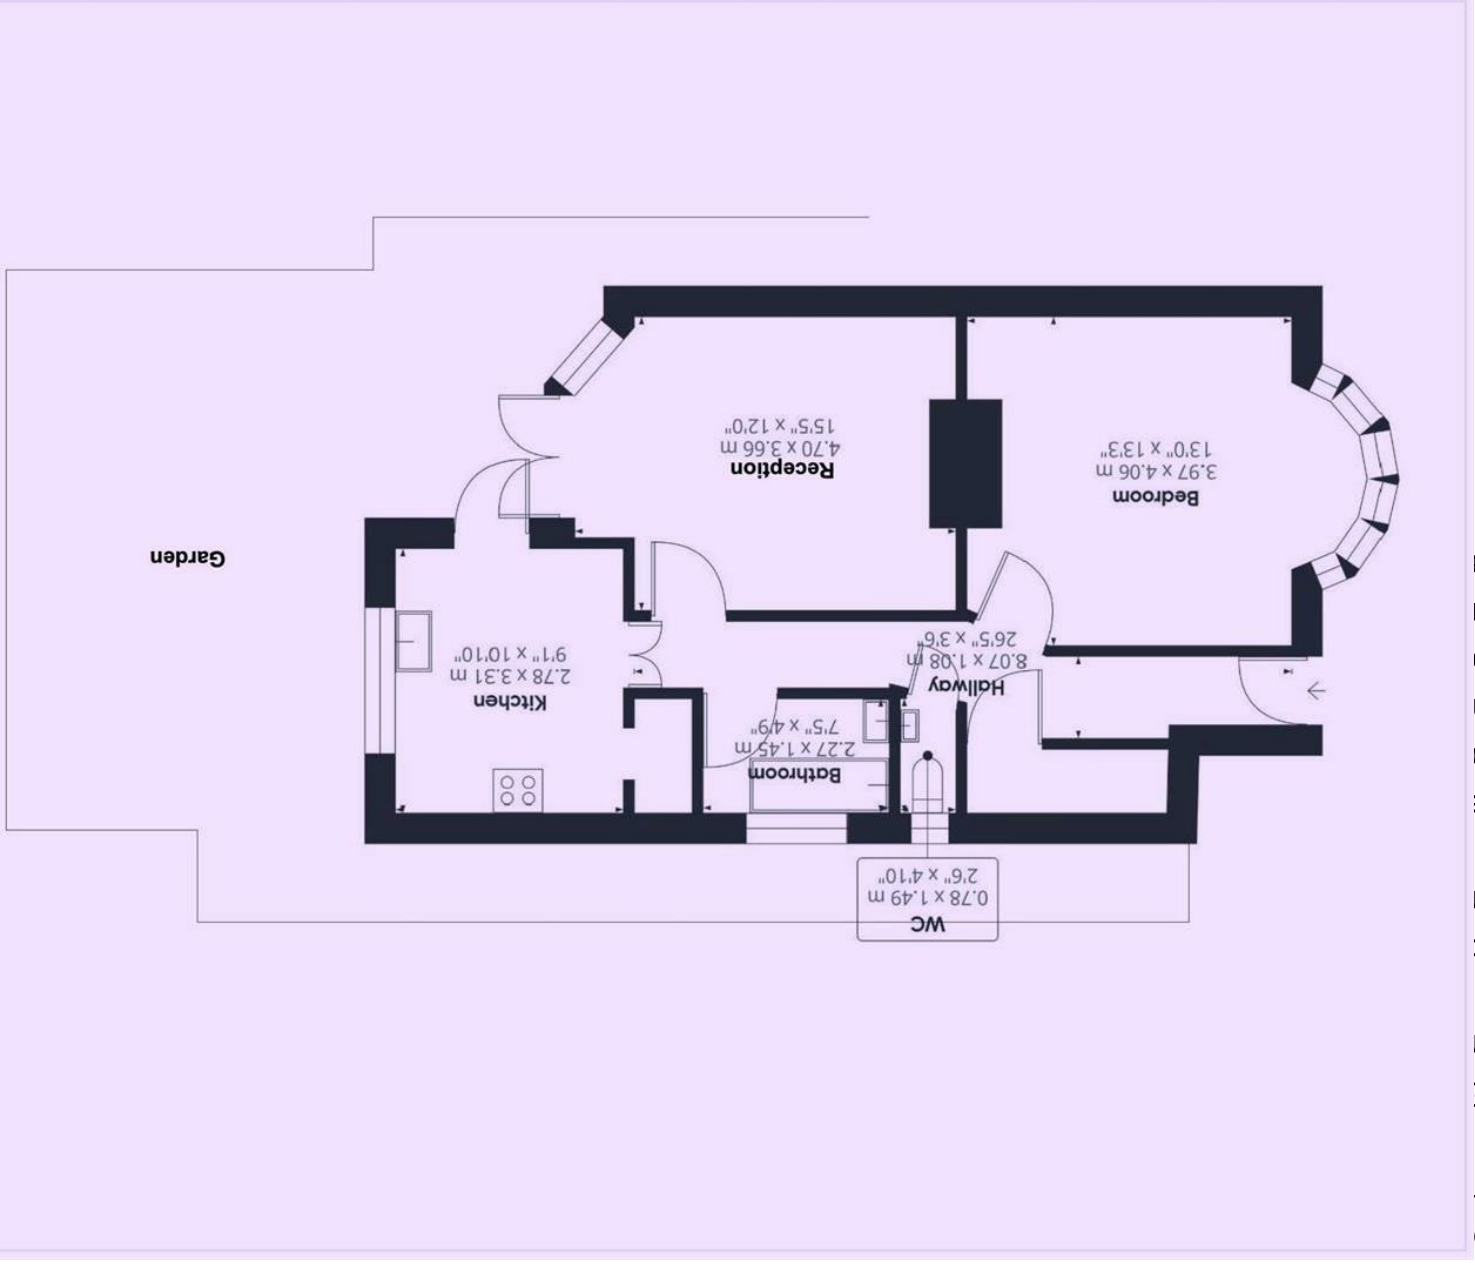 WC
0.78 x 1.49 m
2'6" x 4'10"
Bathroom
2.27 x 1.45 m
7'5" x 4'9"
Hallway
8.07 x 1.08 m
26'5" x 3'6"
Kitchen
2.78 x 3.31 m
9'1" x 10'10"
Garden
Bedroom
3.97 x 4.06 m
13'0" x 13'3"
Reception
4.70 x 3.66 m
15'5" x 12'0"